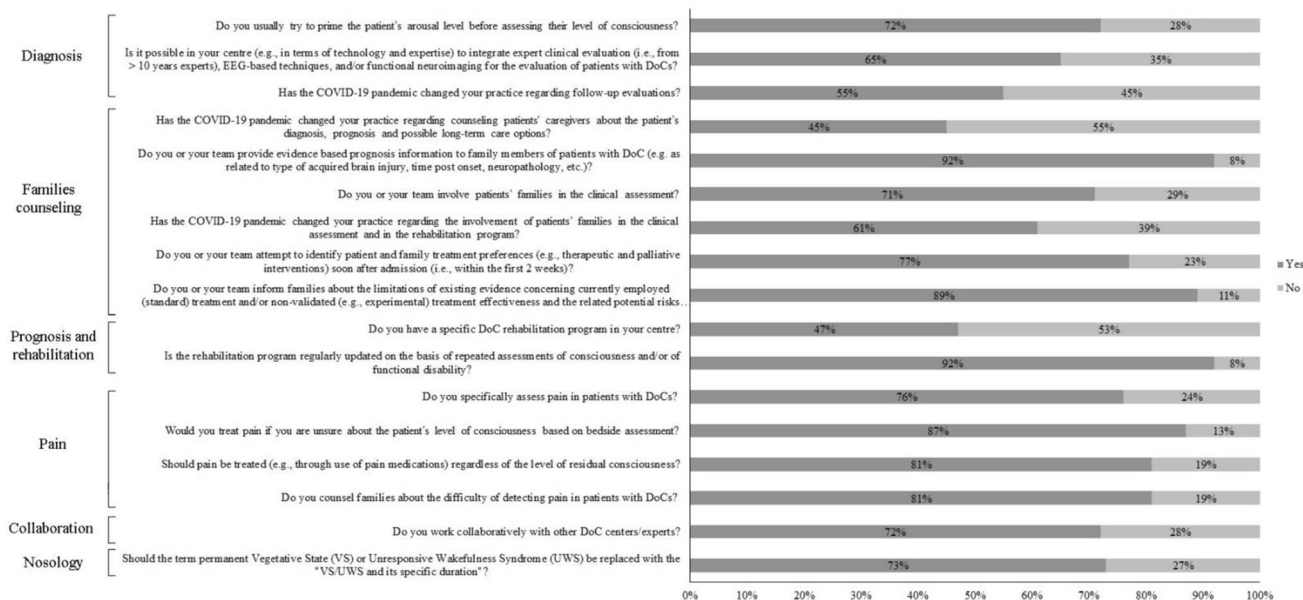 Diagnosis
Do you usually try to prime the patient's arousal level before assessing their level of consciousness?
72%
28%
Is it possible in your centre (e.g., in terms of technology and expertise) to integrate expert clinical evaluation (i.e., from
> 10 years experts), EEG-based techniques, and/or functional neuroimaging for the evaluation of patients with DoCs?
65%
35%
Has the COVID-19 pandemic changed your practice regarding follow-up evaluations?
55%
45%
Families
counseling
Has the COVID-19 pandemic changed your practice regarding counseling patients' caregivers about the patient's
diagnosis, prognosis and possible long-term care options?
45%
55%
Do you or your team provide evidence based prognosis information to family members of patients with DoC (e.g. as
related to type of acquired brain injury, time post onset, neuropathology, etc.)?
92%
8%
Do you or your team involve patients' families in the clinical assessment?
71%
29%
Has the COVID-19 pandemic changed your practice regarding the involvement of patients' families in the clinical
assessment and in the rehabilitation program?
61%
39%
Do you or your team attempt to identify patient and family treatment preferences (e.g., therapeutic and palliative
interventions) soon after admission (i.e., within the first 2 weeks)?
77%
23%
Do you or your team inform families about the limitations of existing evidence concerning currently employed
(standard) treatment and/or non-validated (e.g., experimental) treatment effectiveness and the related potential risks...
89%
11%
Prognosis and
rehabilitation
Do you have a specific DoC rehabilitation program in your centre?
47%
53%
Is the rehabilitation program regularly updated on the basis of repeated assessments of consciousness and/or of
functional disability?
92%
8%
Pain
Do you specifically assess pain in patients with DoCs?
76%
24%
Would you treat pain if you are unsure about the patient's level of consciousness based on bedside assessment?
87%
13%
Should pain be treated (e.g., through use of pain medications) regardless of the level of residual consciousness?
81%
19%
Do you counsel families about the difficulty of detecting pain in patients with DoCs?
81%
19%
Collaboration
Do you work collaboratively with other DoC centers/experts?
72%
28%
Nosology
Should the term permanent Vegetative State (VS) or Unresponsive Wakefulness Syndrome (UWS) be replaced with the
"VS/UWS and its specific duration"?
73%
27%
0% 10% 20% 30% 40% 50% 60% 70% 80% 90% 100%
Yes
No